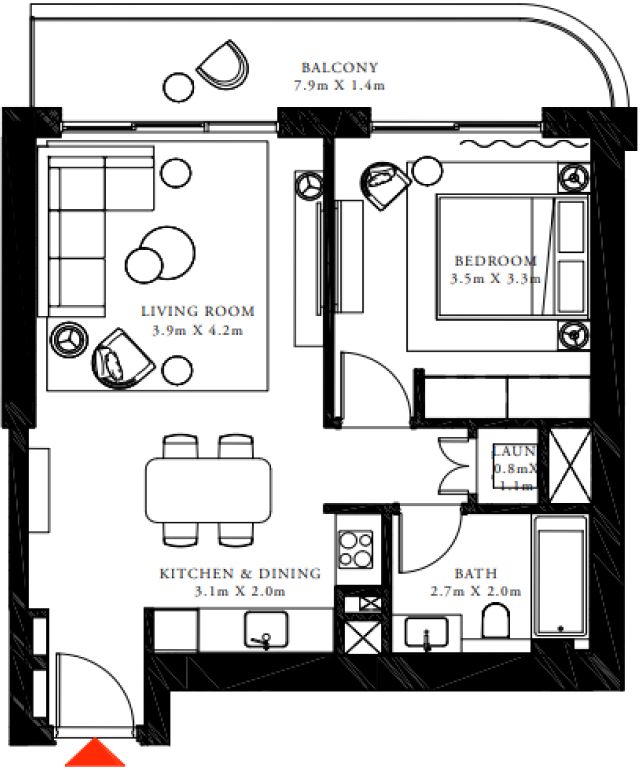 BALCONY
7.9m X 1.4m
BEDROOM
3.5m X 3.3m
LIVING ROOM
3.9m X 4.2m
LAUN
0.8mX
1.1m
KITCHEN & DINING
3.1m X 2.0m
BATH
2.7m X 2.0m